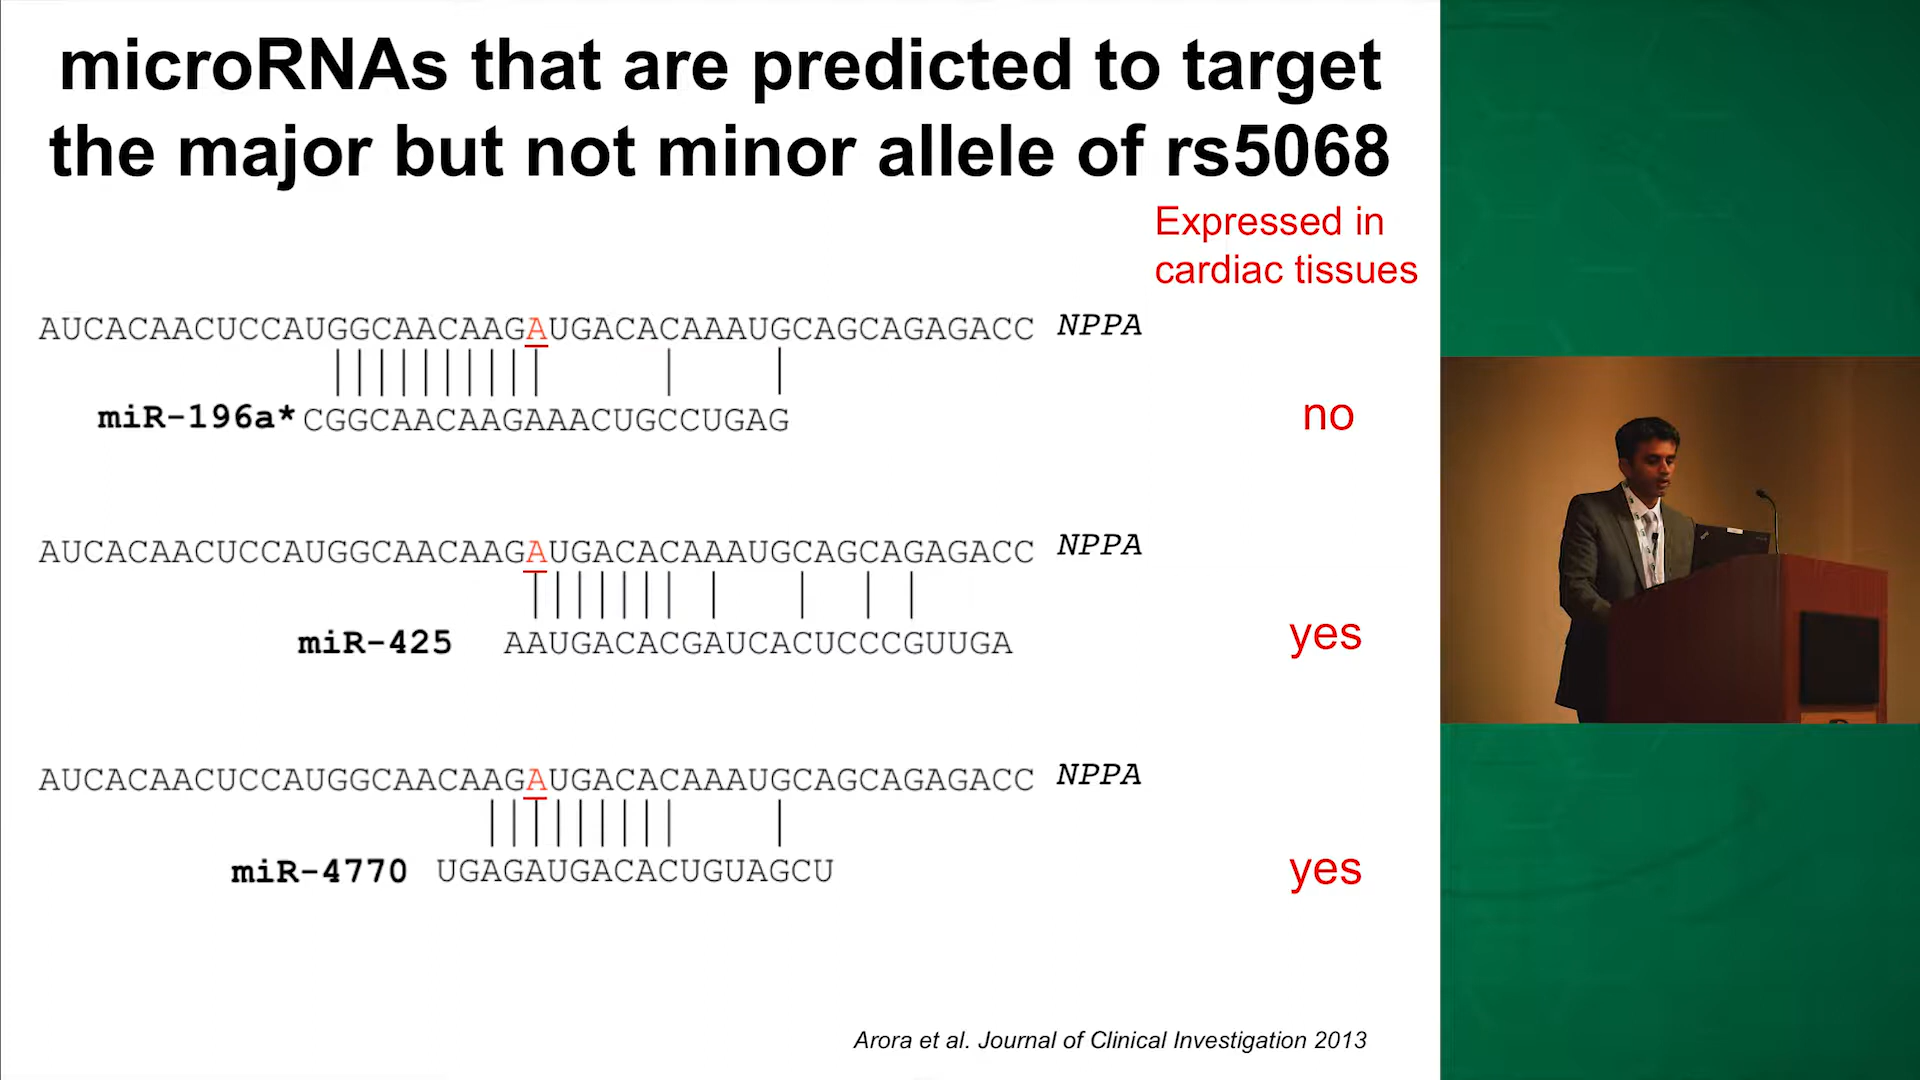 microRNAs that are predicted to target
the major but not minor allele of rs5068
Expressed in
cardiac tissues
AUCACAACUCCAUGGCAACAAGAUGACACAAAUGCAGCAGAGACC NPPA
miR-196a* CGGCAACAAGAAACUGCCUGAG
no
AUCACAACUCCAUGGCAACAAGAUGACACAAAUGCAGCAGAGACC NPPA
miR-425 AAUGACACGAUCACUCCCGUUGA
yes
AUCACAACUCCAUGGCAACAAGAUGACACAAAUGCAGCAGAGACC NPPA
miR-4770 UGAGAUGACACUGUAGCU
yes
Arora et al. Journal of Clinical Investigation 2013